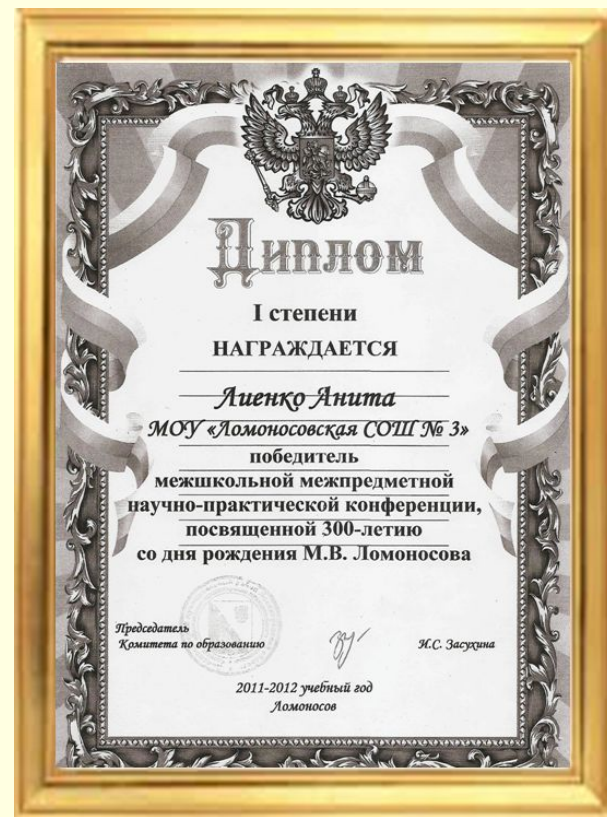 Диплом
I степени
НАГРАЖДАЕТСЯ
Лиенко Анита
МОУ «Ломоносовская СОШ № 3»
победитель
межшкольной межпредметной
научно-практической конференции,
посвященной 300-летию
со дня рождения М.В. Ломоносова
Председатель
Комитета по образованию И.С. Засухина
2011-2012 учебный год
Ломоносов